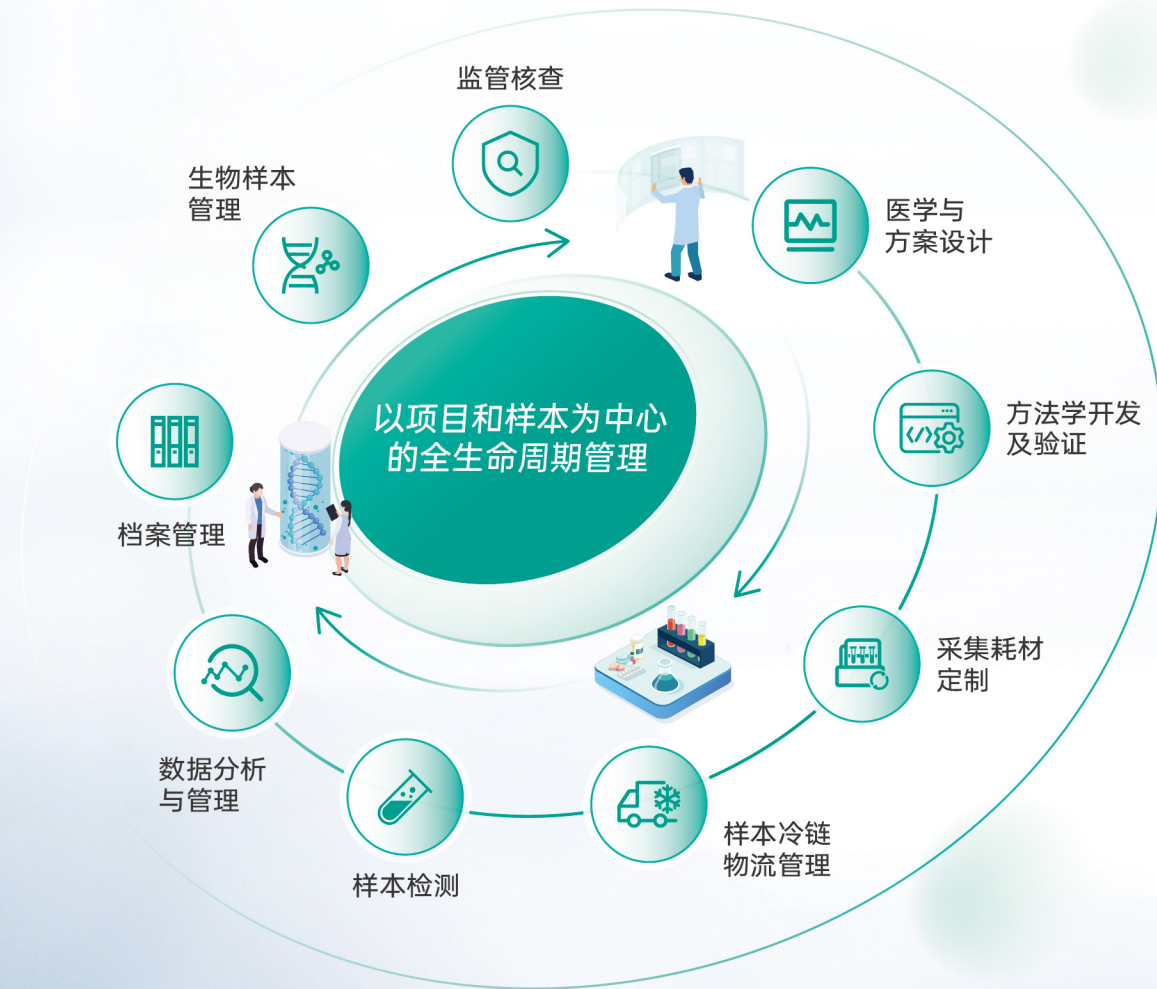 监管核查
生物样本
管理
医学与
方案设计
以项目和样本为中心
的全生命周期管理
方法学开发
及验证
档案管理
采集耗材
定制
数据分析
与管理
样本冷链
物流管理
样本检测